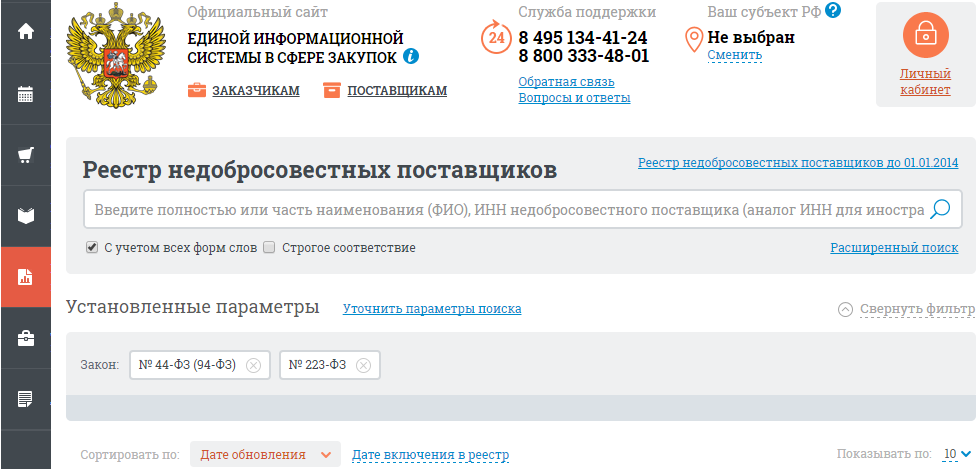 Официальный сайт
ЕДИНОЙ ИНФОРМАЦИОННОЙ
СИСТЕМЫ В СФЕРЕ ЗАКУПОК i
ЗАКАЗЧИКАМ ПОСТАВЩИКАМ
24
Служба поддержки
8 495 134-41-24
8 800 333-48-01
Обратная связь
Вопросы и ответы
Ваш субъект РФ ?
Не выбран
Сменить
Личный
кабинет
Реестр недобросовестных поставщиков
Реестр недобросовестных поставщиков до 01.01.2014
Введите полностью или часть наименования (ФИО), ИНН недобросовестного поставщика (аналог ИНН для иностра
С учетом всех форм слов Строгое соответствие
Расширенный поиск
Установленные параметры Уточнить параметры поиска
Свернуть фильтр
Закон: № 44-ФЗ (94-ФЗ) № 223-ФЗ
Сортировать по: Дате обновления Дате включения в реестр
Показывать по: 10